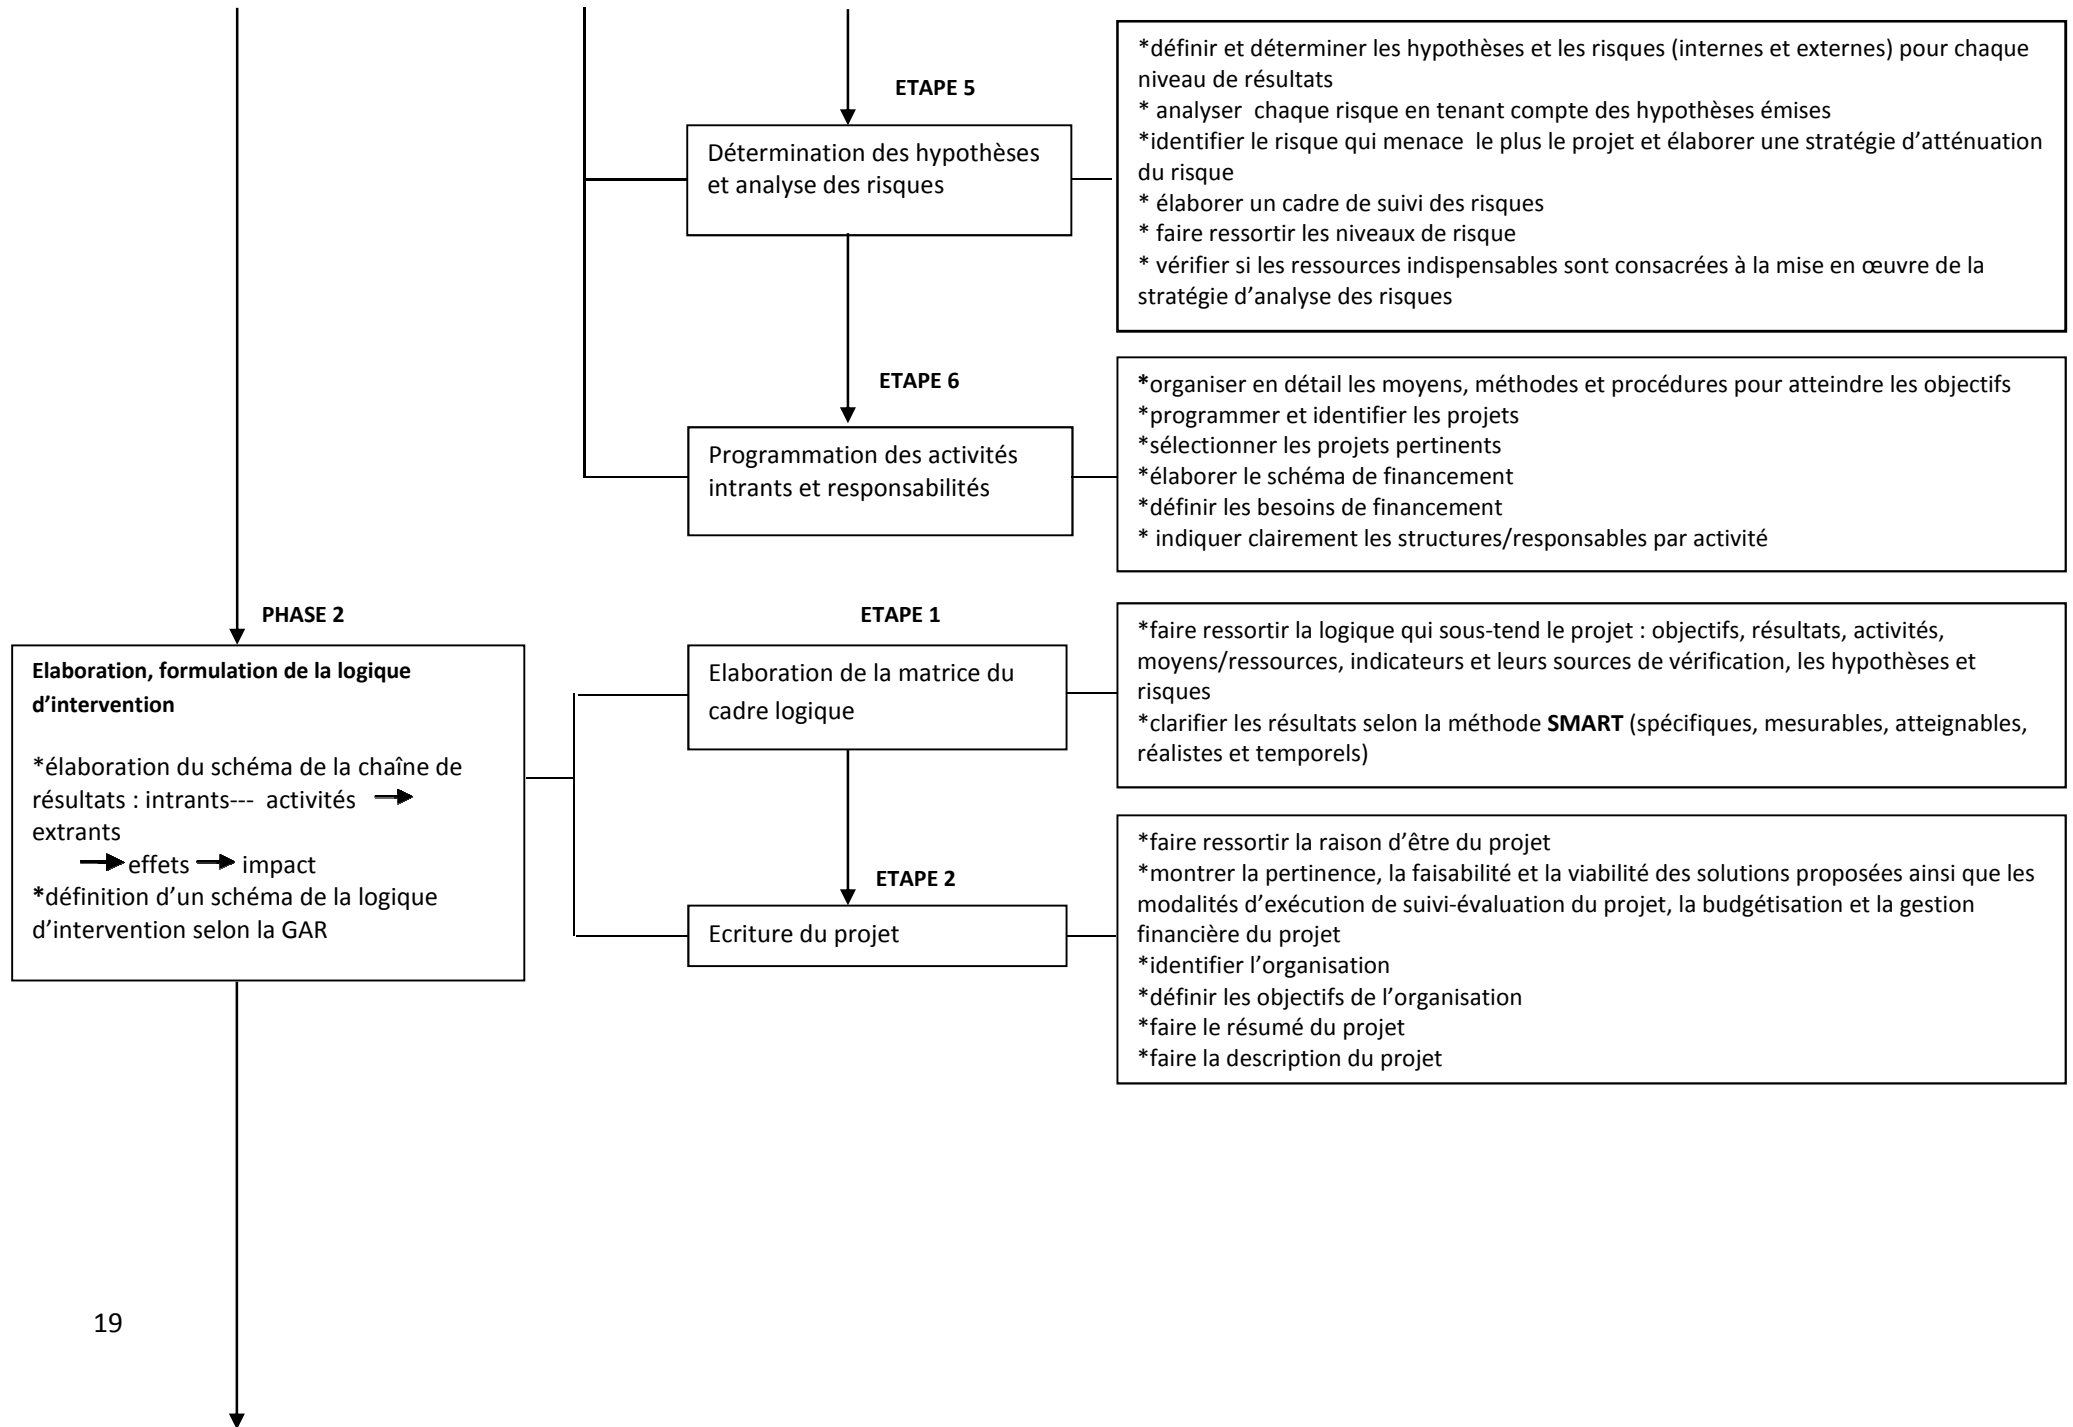 ETAPE 5
Détermination des hypothèses
et analyse des risques
*définir et déterminer les hypothèses et les risques (internes et externes) pour chaque
niveau de résultats
* analyser chaque risque en tenant compte des hypothèses émises
*identifier le risque qui menace le plus le projet et élaborer une stratégie d’atténuation
du risque
* élaborer un cadre de suivi des risques
* faire ressortir les niveaux de risque
* vérifier si les ressources indispensables sont consacrées à la mise en œuvre de la
stratégie d’analyse des risques
ETAPE 6
Programmation des activités
intrants et responsabilités
*organiser en détail les moyens, méthodes et procédures pour atteindre les objectifs
*programmer et identifier les projets
*sélectionner les projets pertinents
*élaborer le schéma de financement
*définir les besoins de financement
* indiquer clairement les structures/responsables par activité
PHASE 2
Elaboration, formulation de la logique
d’intervention
*élaboration du schéma de la chaîne de
résultats : intrants--- activités →
extrants
→ effets → impact
*définition d’un schéma de la logique
d’intervention selon la GAR
ETAPE 1
Elaboration de la matrice du
cadre logique
*faire ressortir la logique qui sous-tend le projet : objectifs, résultats, activités,
moyens/ressources, indicateurs et leurs sources de vérification, les hypothèses et
risques
*clarifier les résultats selon la méthode SMART (spécifiques, mesurables, atteignables,
réalistes et temporels)
ETAPE 2
Ecriture du projet
*faire ressortir la raison d’être du projet
*montrer la pertinence, la faisabilité et la viabilité des solutions proposées ainsi que les
modalités d’exécution de suivi-évaluation du projet, la budgétisation et la gestion
financière du projet
*identifier l’organisation
*définir les objectifs de l’organisation
*faire le résumé du projet
*faire la description du projet
19